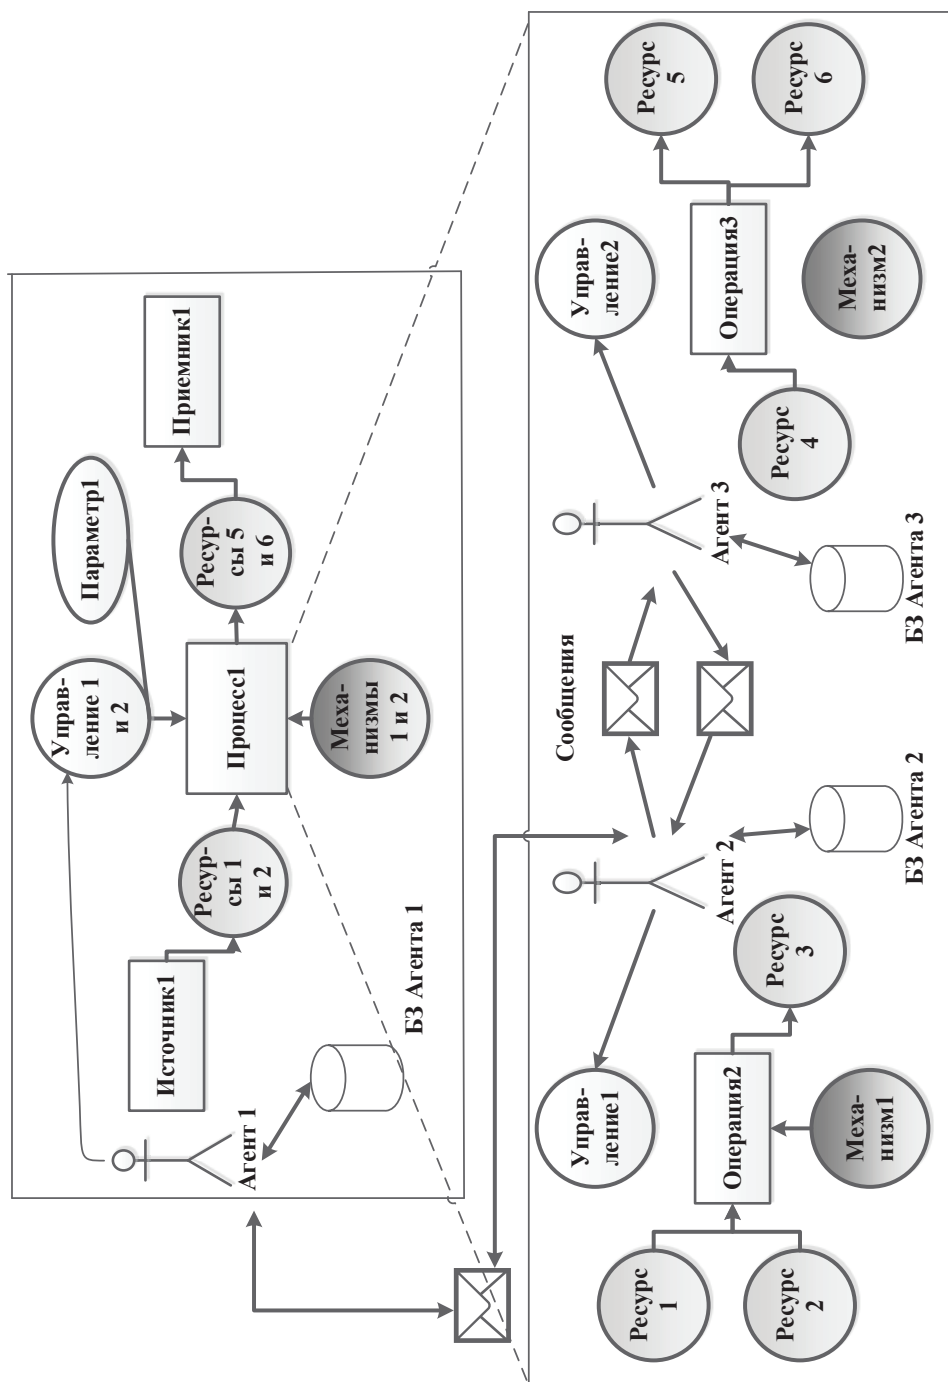 Параметр1
Управ-
ление 1
и 2
Приемник1
Источник1
Ресур-
сы 1
и 2
Процесс1
Ресур-
сы 5
и 6
Агент 1
Меха-
низмы
1 и 2
БЗ Агента 1
Управ-
ление1
Сообщения
Управ-
ление2
Ресурс
1
Ресурс
5
Ресурс
2
Операция2
Ресурс
3
Агент 2
Агент 3
Ресурс
4
Операция3
Ресурс
6
Меха-
низм1
Меха-
низм2
БЗ Агента 2
БЗ Агента 3